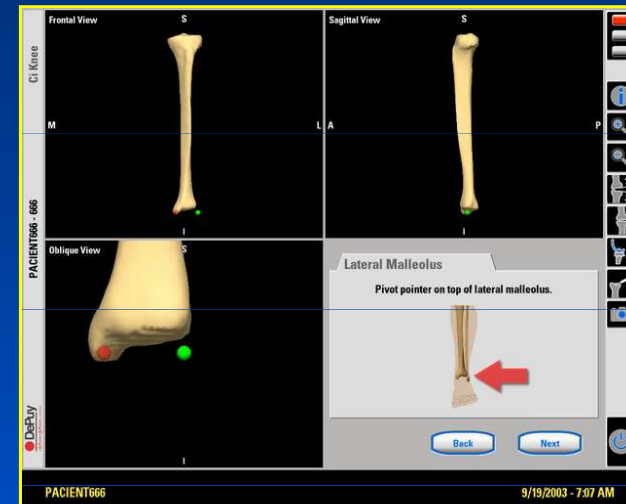 Frontal View
S
M
L
I
Sagittal View
S
A
P
I
Oblique View
S
I
Ci Knee
PACIENT666 - 666
DePuy
Lateral Malleolus
Pivot pointer on top of lateral malleolus.
Back
Next
PACIENT666
9/19/2003 - 7:07 AM